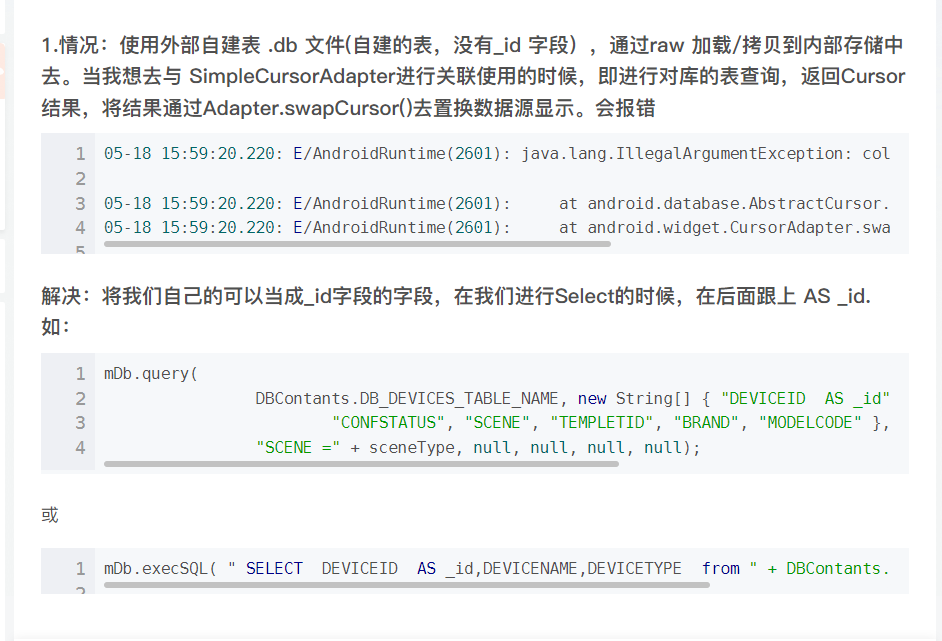 1.情况：使用外部自建表 .db 文件(自建的表，没有_id 字段），通过raw 加载/拷贝到内部存储中
去。当我想去与 SimpleCursorAdapter进行关联使用的时候，即进行对库的表查询，返回Cursor
结果，将结果通过Adapter.swapCursor()去置换数据源显示。会报错
1 05-18 15:59:20.220: E/AndroidRuntime(2601): java.lang.IllegalArgumentException: col
2
3 05-18 15:59:20.220: E/AndroidRuntime(2601):     at android.database.AbstractCursor.
4 05-18 15:59:20.220: E/AndroidRuntime(2601):     at android.widget.CursorAdapter.swa
5
解决：将我们自己的可以当成_id字段的字段，在我们进行Select的时候，在后面跟上 AS _id.
如：
1 mDb.query(
2                 DBContants.DB_DEVICES_TABLE_NAME, new String[] { "DEVICEID  AS _id"
3                         "CONFSTATUS", "SCENE", "TEMPLETID", "BRAND", "MODELCODE" },
4                 "SCENE =" + sceneType, null, null, null, null);
或
1 mDb.execSQL( " SELECT  DEVICEID  AS _id,DEVICENAME,DEVICETYPE  from " + DBContants.
2